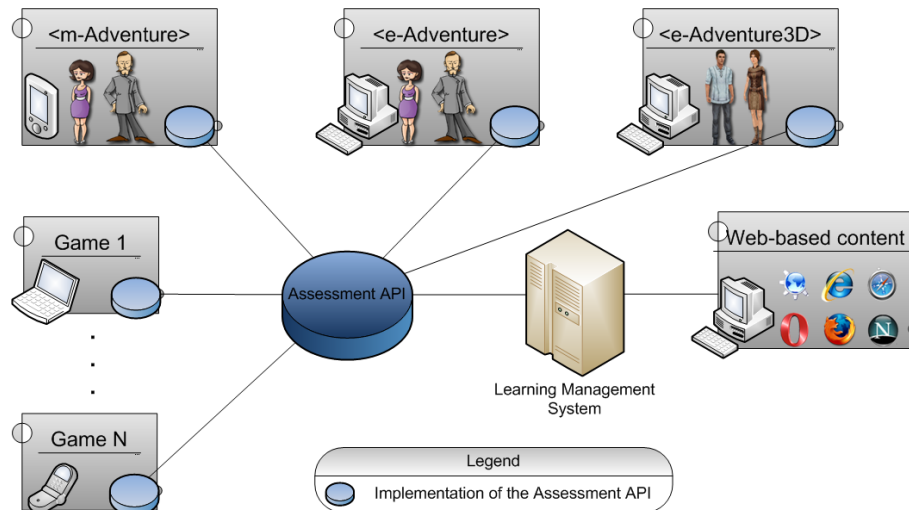 <m-Adventure>
<e-Adventure>
<e-Adventure3D>
Game 1
Assessment API
Web-based content
Learning Management
System
Game N
Legend
Implementation of the Assessment API